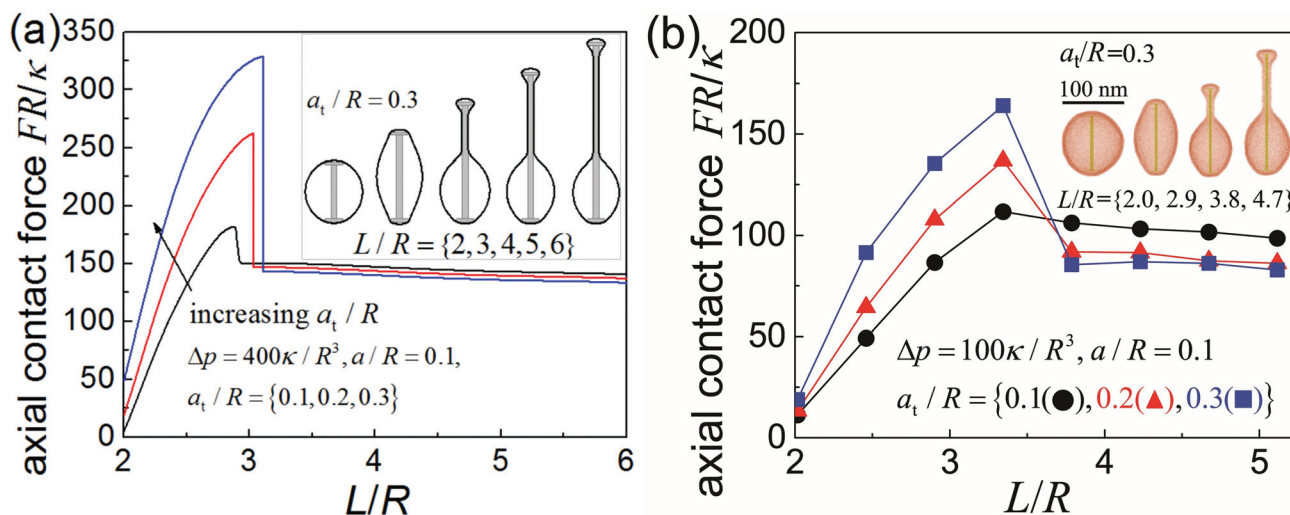 (a)
axial contact force FR/κ
350
300
250
200
150
100
50
0
a_t / R = 0.3
L / R = {2,3,4,5,6}
increasing a_t / R
Δp = 400κ / R³, a / R = 0.1,
a_t / R = {0.1,0.2,0.3}
2 3 4 5 6
L/R
(b)
axial contact force FR/κ
200
150
100
50
0
a_t/R = 0.3
100 nm
L/R = {2.0, 2.9, 3.8, 4.7}
Δp = 100κ / R³, a / R = 0.1
a_t / R = {0.1(●), 0.2(▲), 0.3(■)}
2 3 4 5
L/R